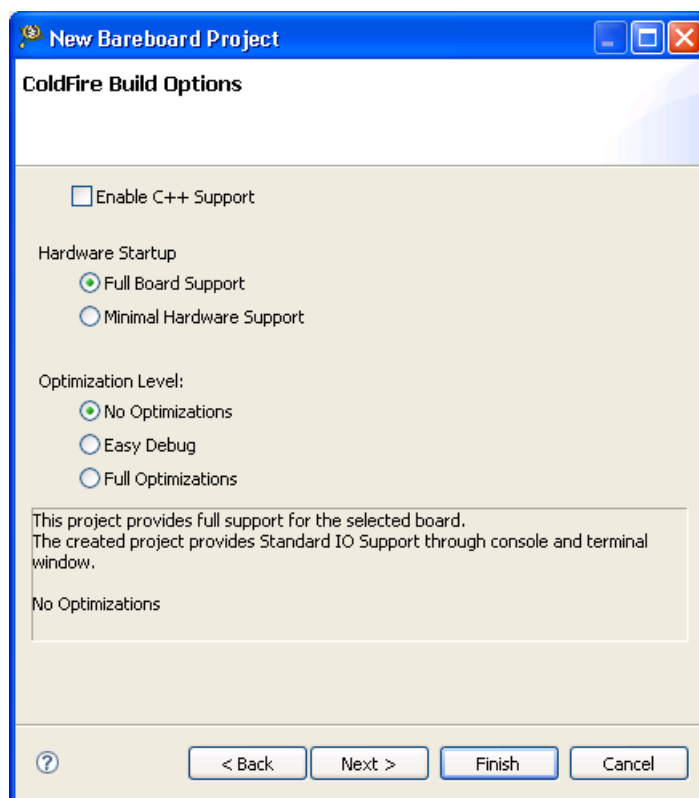 New Bareboard Project
ColdFire Build Options
Enable C++ Support
Hardware Startup
Full Board Support
Minimal Hardware Support
Optimization Level:
No Optimizations
Easy Debug
Full Optimizations
This project provides full support for the selected board.
The created project provides Standard IO Support through console and terminal
window.
No Optimizations
?
< Back
Next >
Finish
Cancel